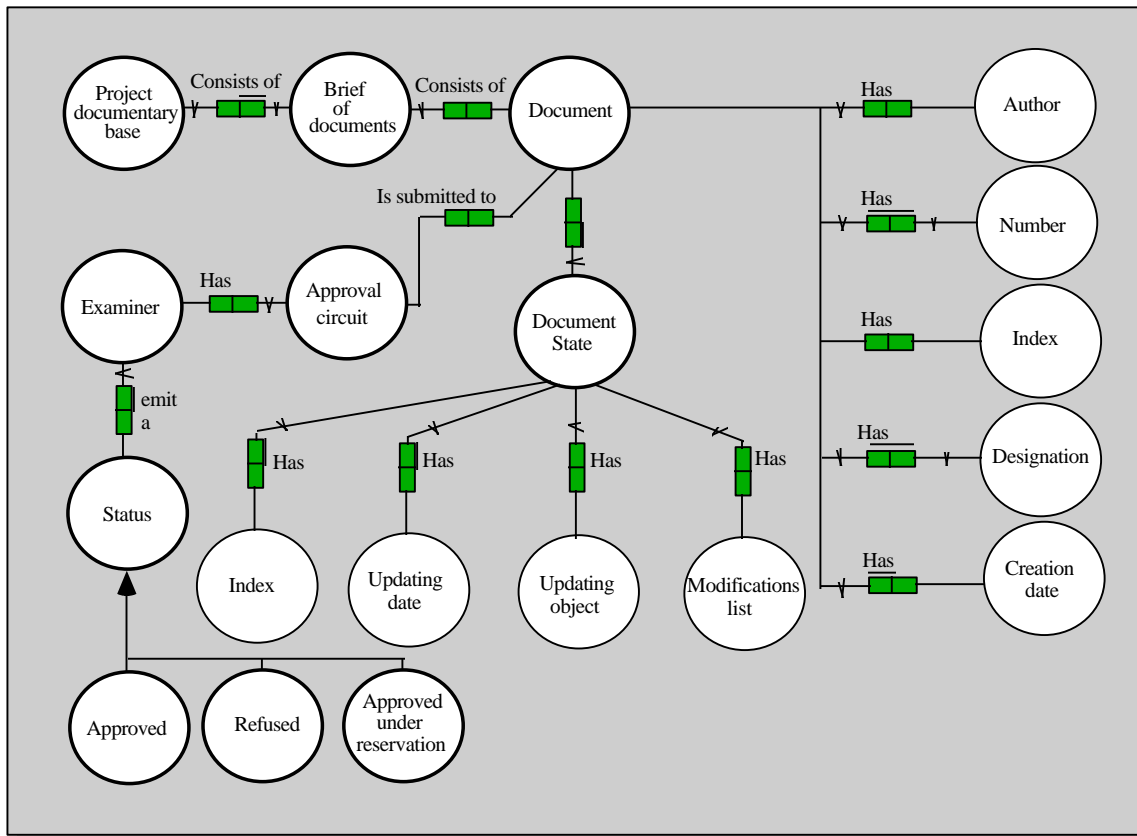 Consists of
Consists of
Has
Project
documentary
base
Brief
of
documents
Document
Author
Is submitted to
Has
Number
Has
Examiner
Approval
circuit
Document
State
Has
Index
emit
a
Has
Has
Has
Has
Has
Designation
Status
Index
Updating
date
Updating
object
Modifications
list
Has
Creation
date
Approved
Refused
Approved
under
reservation